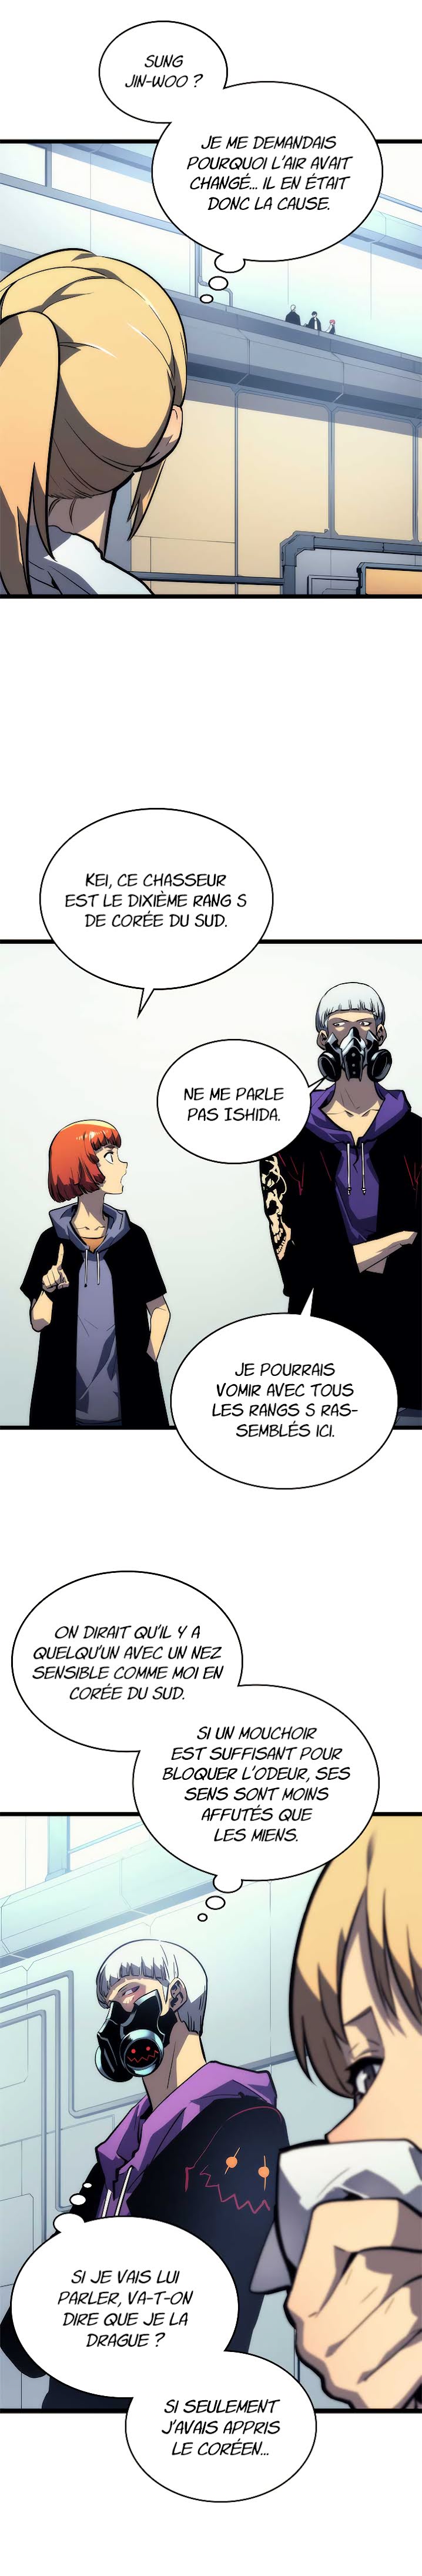 SUNG
JIN-WOO ?
JE ME DEMANDAIS
POURQUOI L'AIR AVAIT
CHANGÉ... IL EN ÉTAIT
DONC LA CAUSE.
KEI, CE CHASSEUR
EST LE DIXIÈME RANG S
DE CORÉE DU SUD.
NE ME PARLE
PAS ISHIDA.
JE POURRAIS
VOMIR AVEC TOUS
LES RANGS S RAS-
SEMBLÉS ICI.
ON DIRAIT QU'IL Y A
QUELQU'UN AVEC UN NEZ
SENSIBLE COMME MOI EN
CORÉE DU SUD.
SI UN MOUCHOIR
EST SUFFISANT POUR
BLOQUER L'ODEUR, SES
SENS SONT MOINS
AFFUTÉS QUE
LES MIENS.
SI JE VAIS LUI
PARLER, VA-T-ON
DIRE QUE JE LA
DRAGUE ?
SI SEULEMENT
J'AVAIS APPRIS
LE CORÉEN...